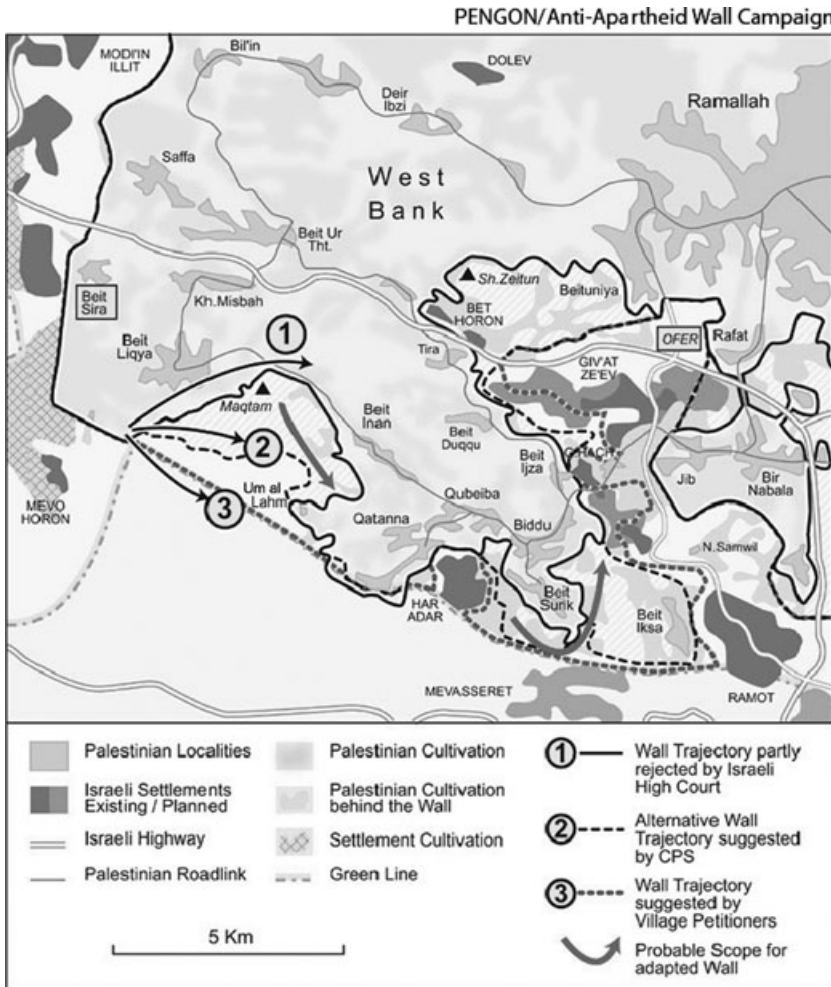 PENGON/Anti-Apartheid Wall Campaign
MODI'IN
ILLIT
Bil'in
DOLEV
Deir
Ibzi
Ramallah
Saffa
West
Bank
Beit Ur
Tht.
Sh.Zeitun
Beituniya
Beit
Sira
Kh.Misbah
BET
HORON
Beit
Liqya
1
Tira
OFER
Rafat
GIV'AT
ZE'EV
Maqtam
Beit
Inan
2
Beit
Duqqu
Beit
Ijza
Jib
Bir
Nabala
MEVO
HORON
3
Um al
Lahm
Qubeiba
Qatanna
Biddu
N.Samwil
HAR
ADAR
Beit
Surik
Beit
Iksa
MEVASSERET
RAMOT
Palestinian Localities
Israeli Settlements
Existing / Planned
Israeli Highway
Palestinian Roadlink
Palestinian Cultivation
Palestinian Cultivation
behind the Wall
Settlement Cultivation
Green Line
1
Wall Trajectory partly
rejected by Israeli
High Court
2
Alternative Wall
Trajectory suggested
by CPS
3
Wall Trajectory
suggested by
Village Petitioners
Probable Scope for
adapted Wall
5 Km